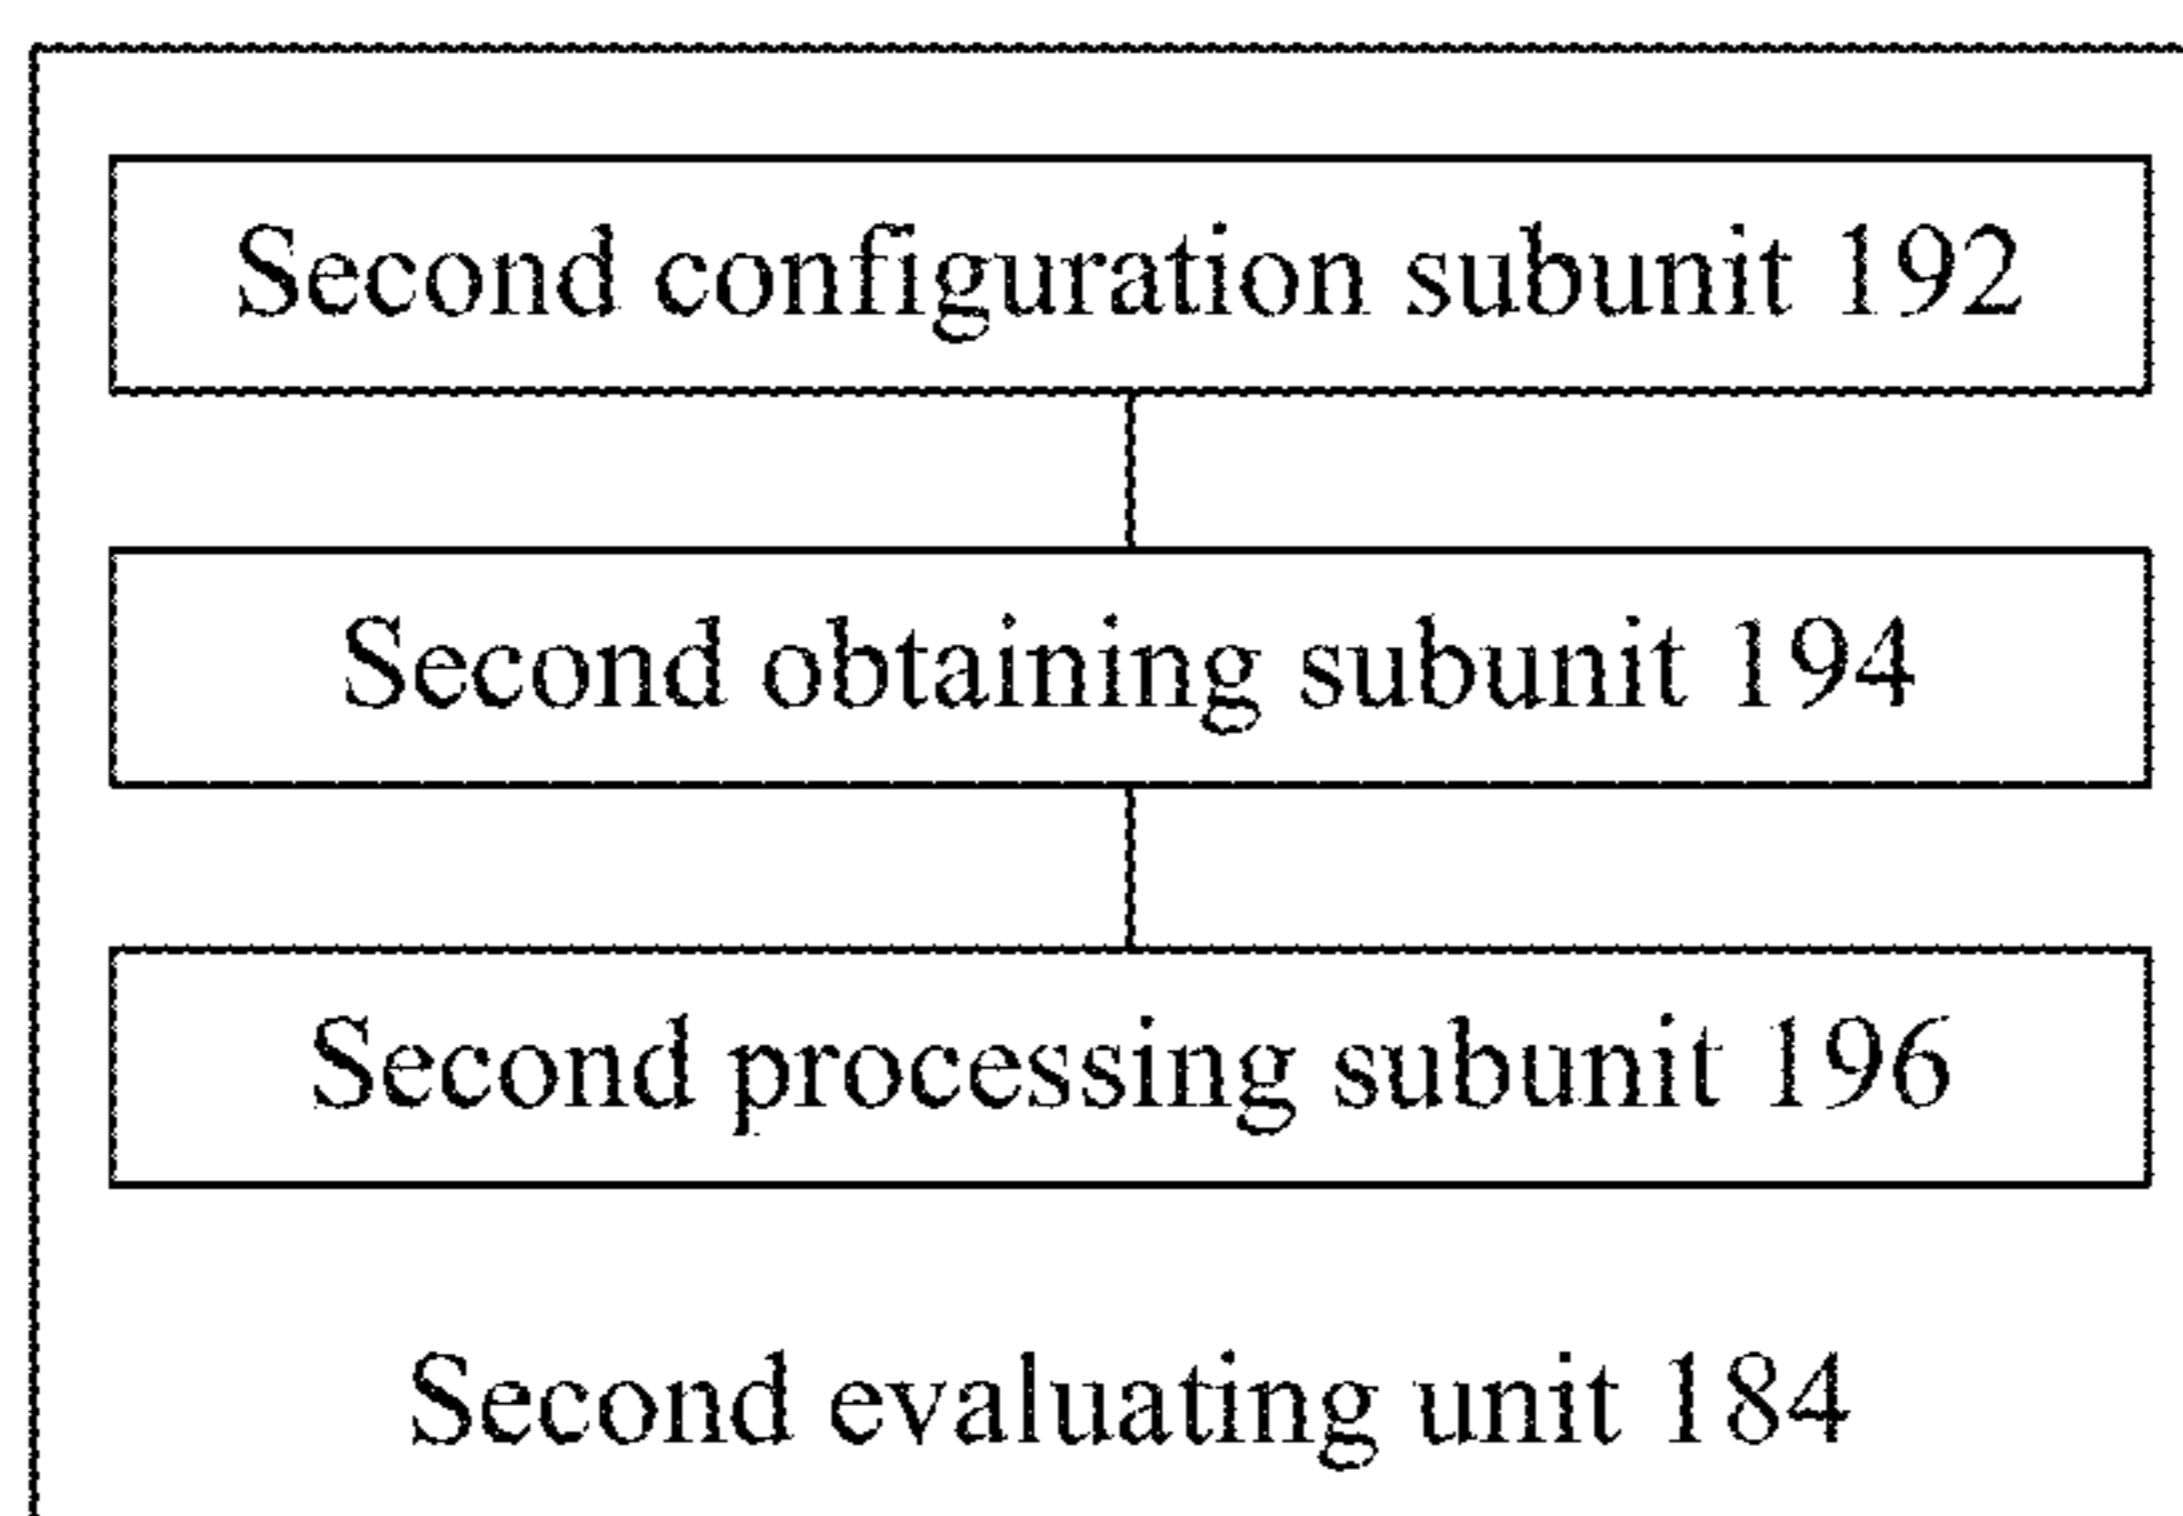 Second configuration subunit 192
Second obtaining subunit 194
Second processing subunit 196
Second evaluating unit 184